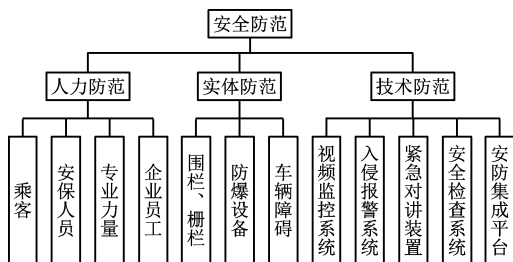 安全防范
人力防范
实体防范
技术防范
乘客
安保人员
专业力量
企业员工
围栏、栅栏
防爆设备
车辆障碍
视频监控系统
入侵报警系统
紧急对讲装置
安全检查系统
安防集成平台